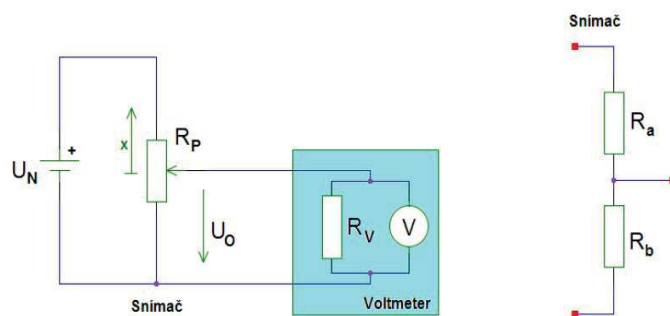 Snímač
+
x
R_P
U_N
R_V
V
U_O
Snímač
Voltmeter
R_a
R_b